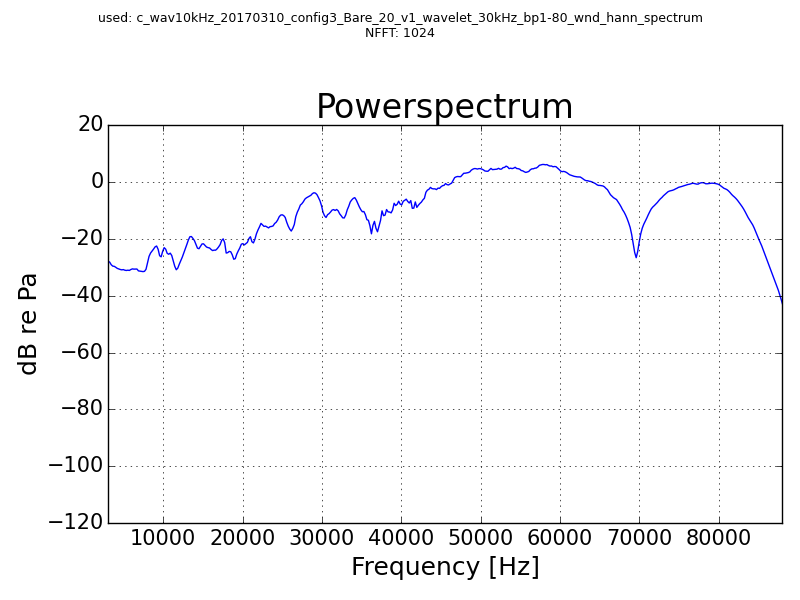 used: c_wav10kHz_20170310_config3_Bare_20_v1_wavelet_30kHz_bp1-80_wnd_hann_spectrum
NFFT: 1024
Powerspectrum
20
0
−20
−40
−60
−80
−100
−120
dB re Pa
10000 20000 30000 40000 50000 60000 70000 80000
Frequency [Hz]